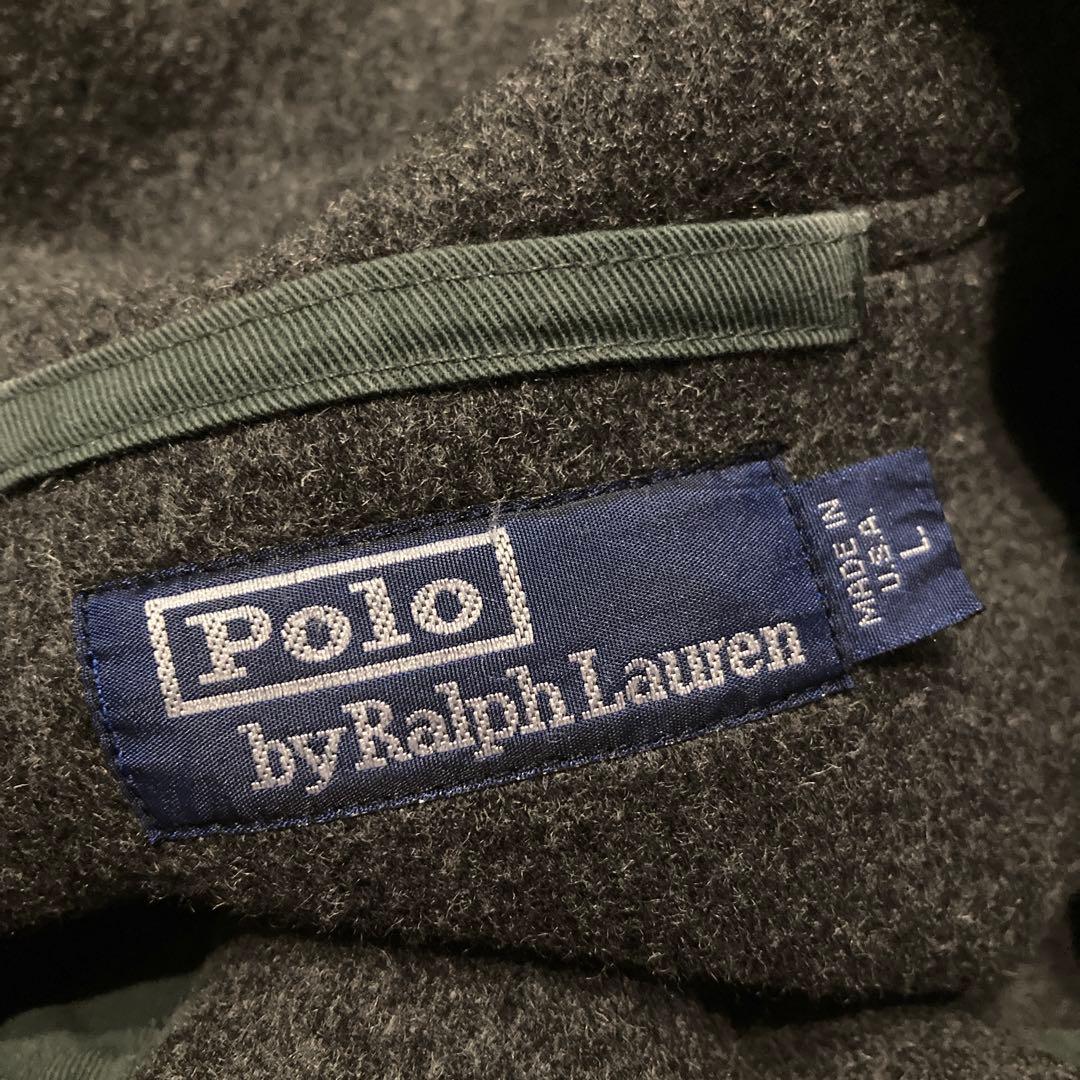 Polo
by Ralph Lauren
MADE IN
U.S.A.
L